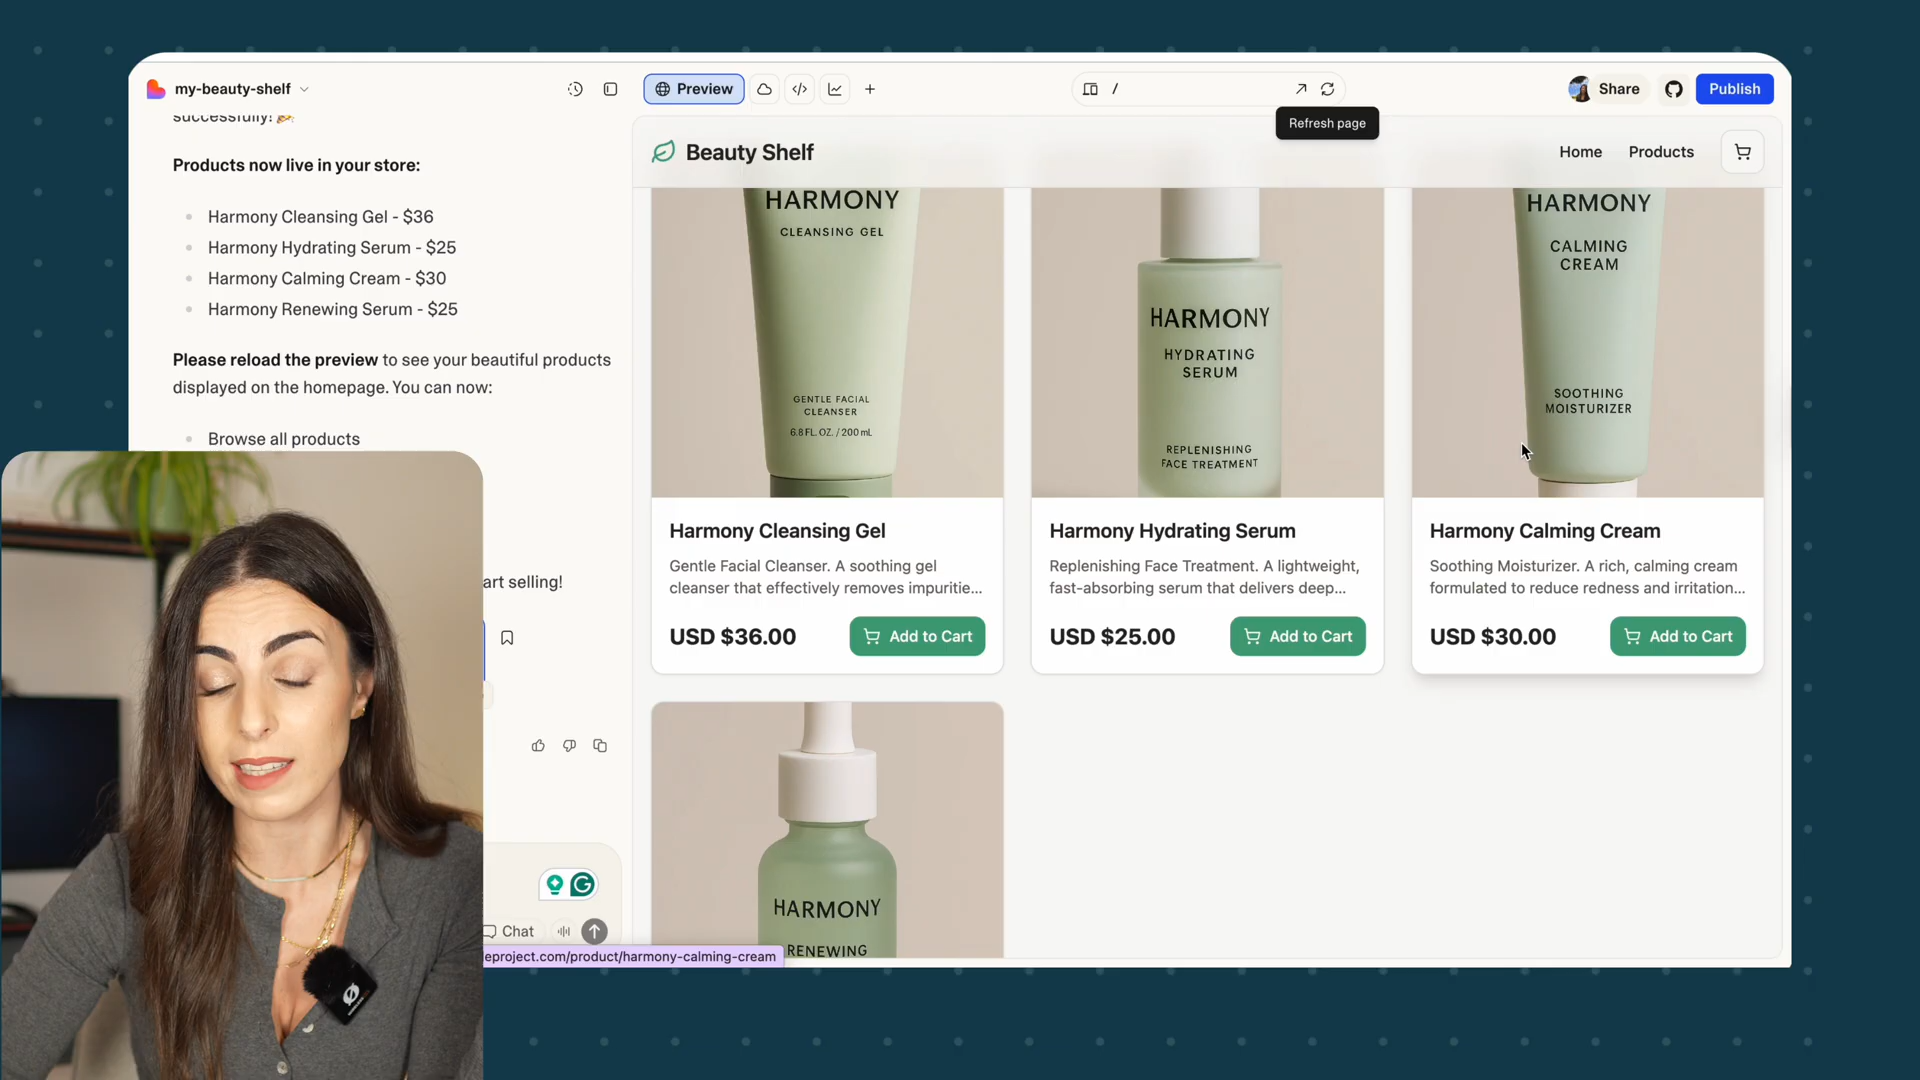 my-beauty-shelf
Preview
/
Share
Publish
Refresh page
successfully! 🎉
Products now live in your store:
Harmony Cleansing Gel - $36
Harmony Hydrating Serum - $25
Harmony Calming Cream - $30
Harmony Renewing Serum - $25
Please reload the preview to see your beautiful products
displayed on the homepage. You can now:
Browse all products
art selling!
Chat
eproject.com/product/harmony-calming-cream
Beauty Shelf
Home
Products
HARMONY
CLEANSING GEL
GENTLE FACIAL
CLEANSER
6.8 FL. OZ. / 200 mL
Harmony Cleansing Gel
Gentle Facial Cleanser. A soothing gel
cleanser that effectively removes impuritie...
USD $36.00
Add to Cart
HARMONY
HYDRATING
SERUM
REPLENISHING
FACE TREATMENT
Harmony Hydrating Serum
Replenishing Face Treatment. A lightweight,
fast-absorbing serum that delivers deep...
USD $25.00
Add to Cart
HARMONY
CALMING
CREAM
SOOTHING
MOISTURIZER
Harmony Calming Cream
Soothing Moisturizer. A rich, calming cream
formulated to reduce redness and irritation...
USD $30.00
Add to Cart
HARMONY
RENEWING